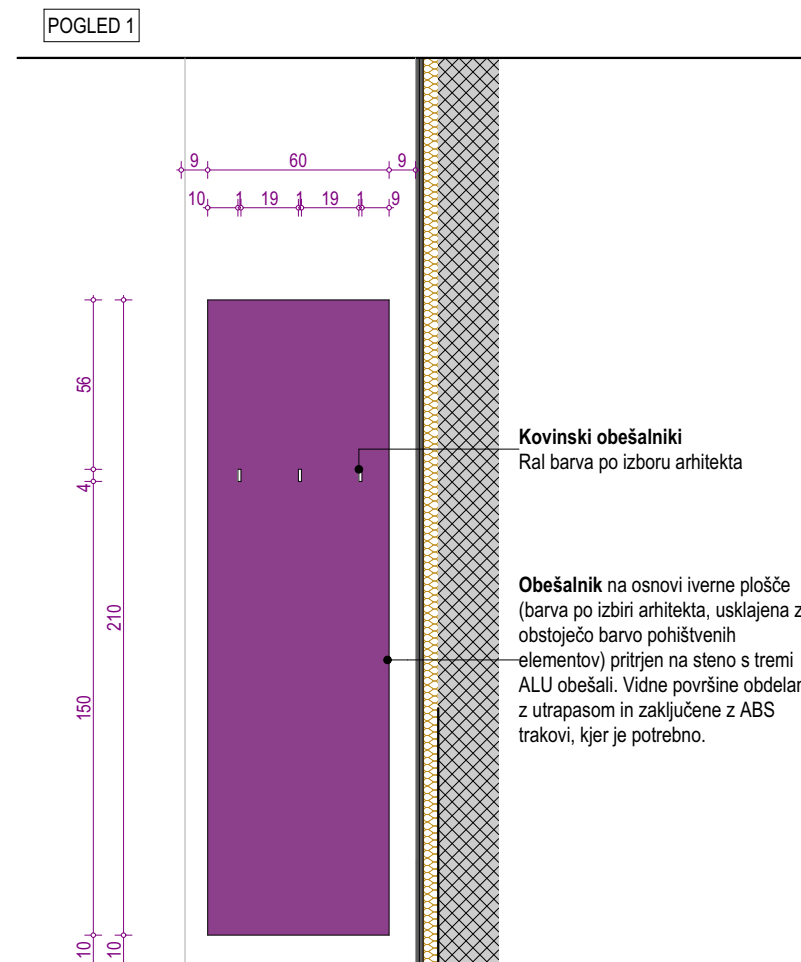 POGLED 1
9 60 9
10 1 19 1 19 1 9
56
4
210
150
10 10
Kovinski obešalniki
Ral barva po izboru arhitekta
Obešalnik na osnovi iverne plošče
(barva po izbiri arhitekta, usklajena z
obstoječo barvo pohištvenih
elementov) pritrjen na steno s tremi
ALU obešali. Vidne površine obdelan
z utrapasom in zaključene z ABS
trakovi, kjer je potrebno.